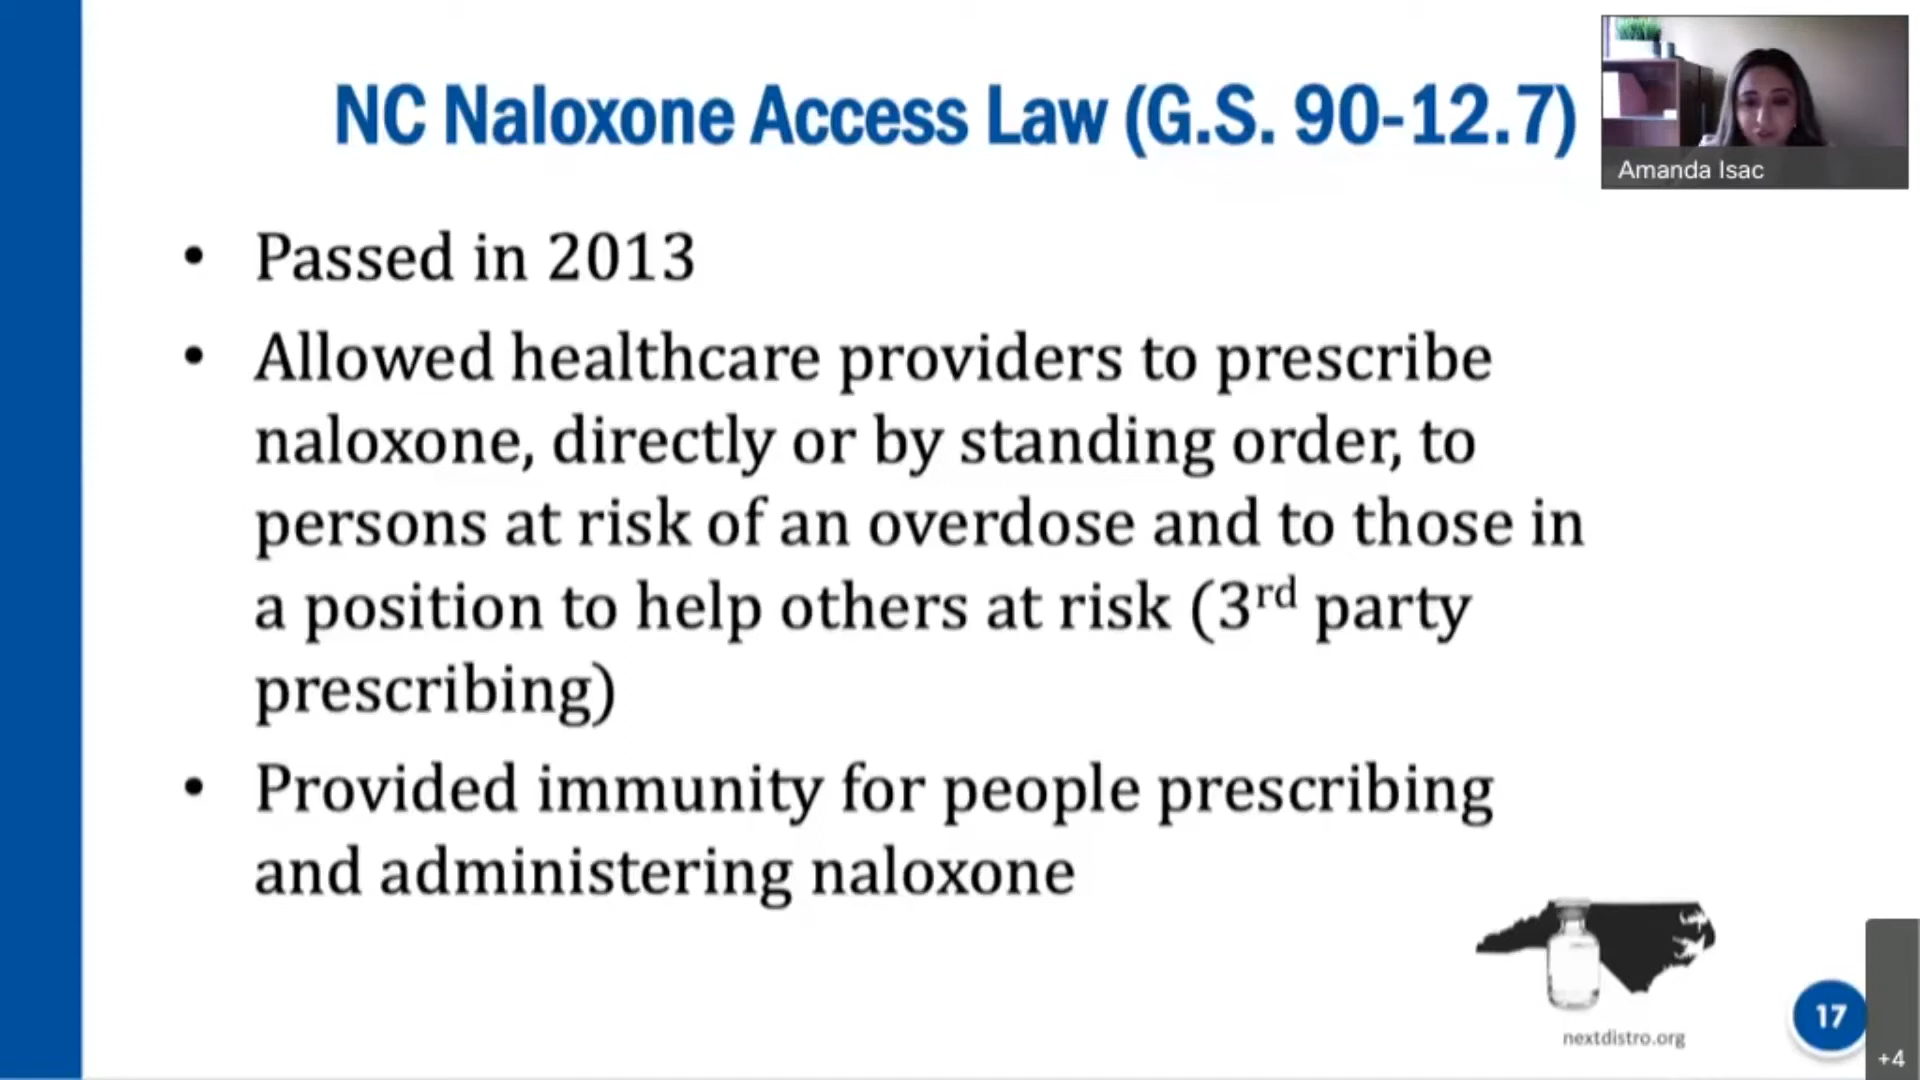 NC Naloxone Access Law (G.S. 90-12.7)
Amanda Isac
• Passed in 2013
• Allowed healthcare providers to prescribe
naloxone, directly or by standing order, to
persons at risk of an overdose and to those in
a position to help others at risk (3rd party
prescribing)
• Provided immunity for people prescribing
and administering naloxone
nextdistro.org
17
+4